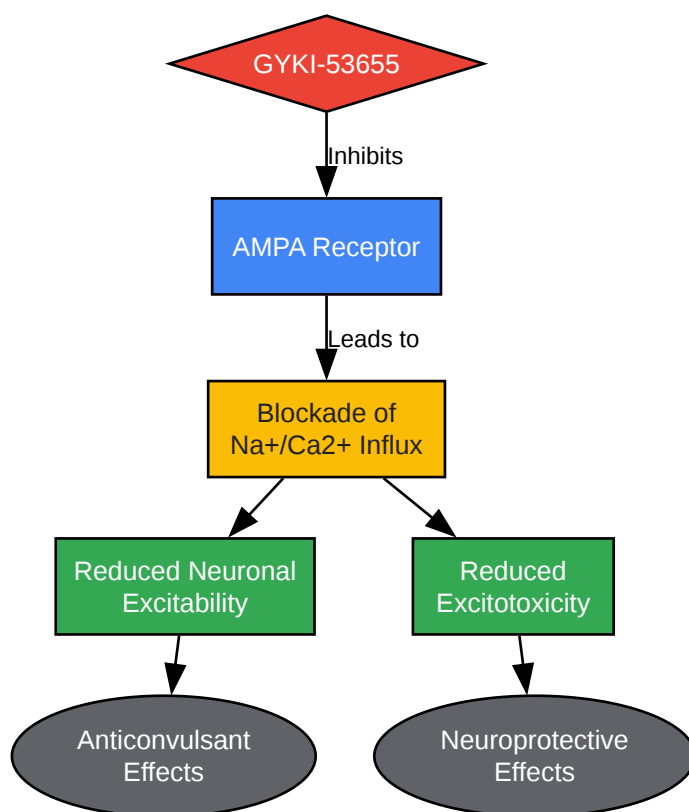 GYKI-53655
Inhibits
AMPA Receptor
Leads to
Blockade of
Na+/Ca2+ Influx
Reduced Neuronal
Excitability
Reduced
Excitotoxicity
Anticonvulsant
Effects
Neuroprotective
Effects